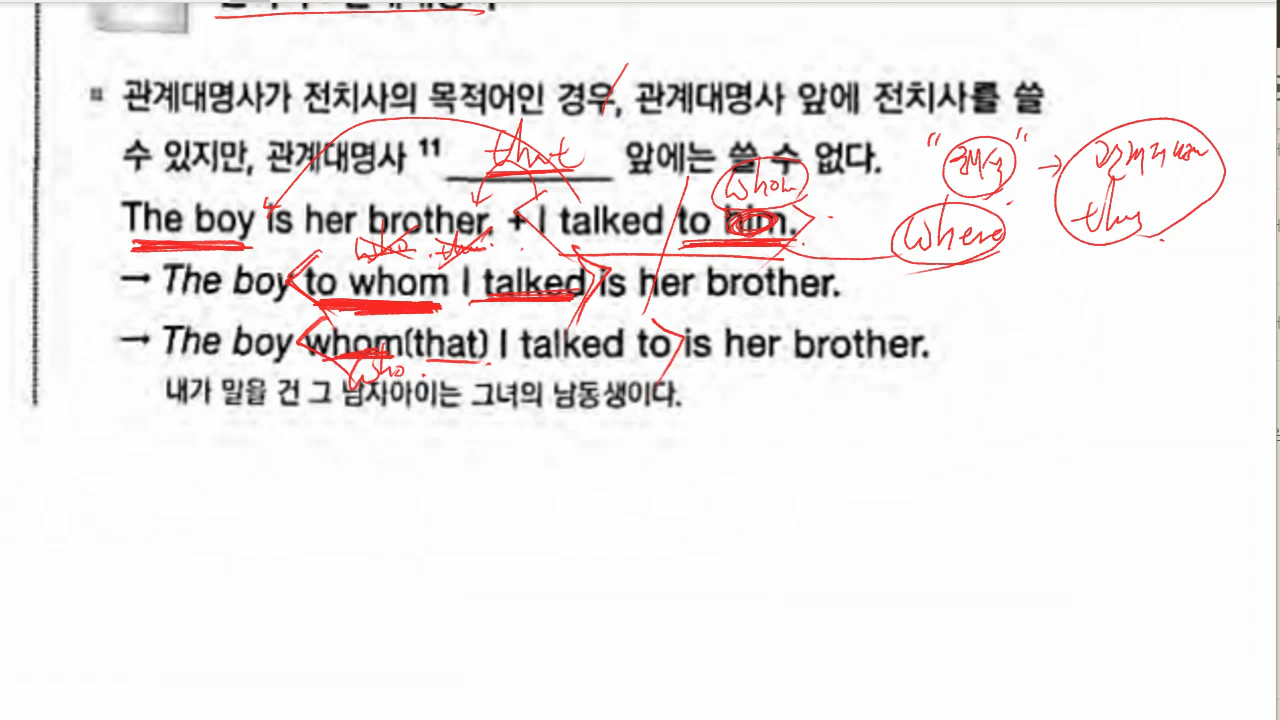 관계대명사가 전치사의 목적어인 경우, 관계대명사 앞에 전치사를 쓸
수 있지만, 관계대명사 11 that 앞에는 쓸 수 없다.
whom
The boy is her brother. + I talked to him.
where
who that
→ The boy to whom I talked is her brother.
→ The boy whom(that) I talked to is her brother.
who
내가 말을 건 그 남자아이는 그녀의 남동생이다.